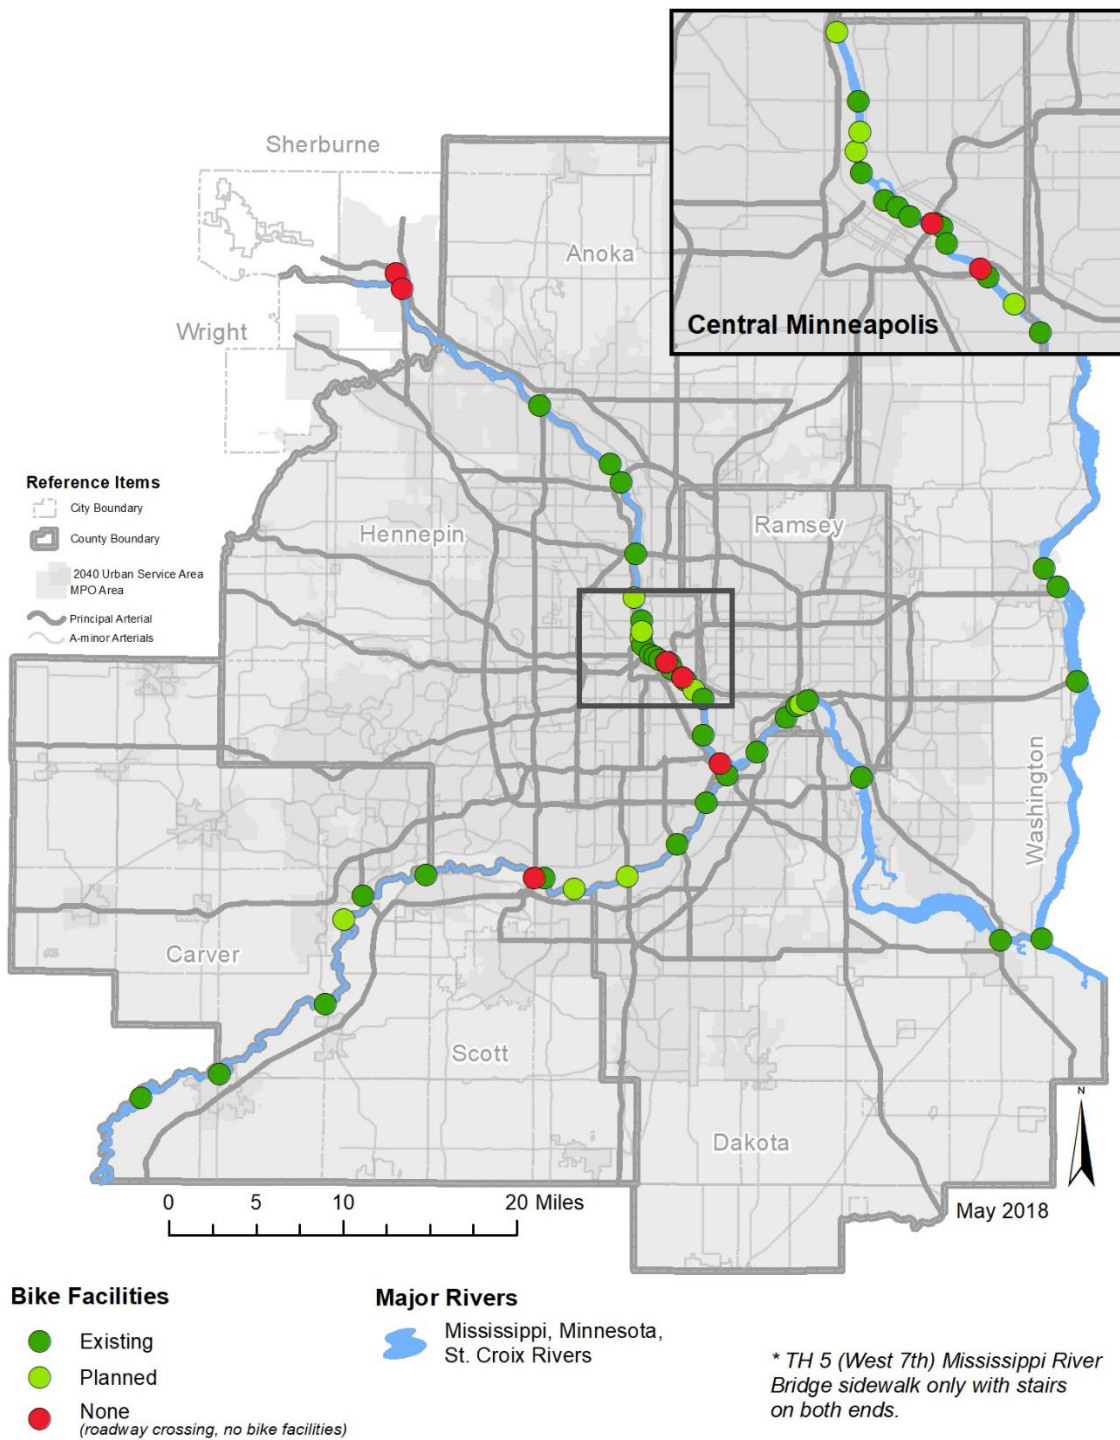 Sherburne
Anoka
Central Minneapolis
Wright
Reference Items
City Boundary
County Boundary
2040 Urban Service Area
MPO Area
Principal Arterial
A-minor Arterials
Hennepin
Ramsey
Washington
Carver
Scott
Dakota
N
0 5 10 20 Miles
May 2018
Bike Facilities
Existing
Planned
None
(roadway crossing, no bike facilities)
Major Rivers
Mississippi, Minnesota,
St. Croix Rivers
* TH 5 (West 7th) Mississippi River
Bridge sidewalk only with stairs
on both ends.